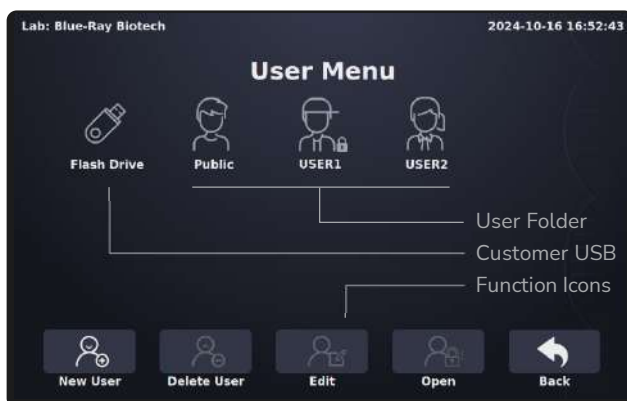 Lab: Blue-Ray Biotech 2024-10-16 16:52:43
User Menu
Flash Drive Public USER1 USER2
User Folder
Customer USB
Function Icons
New User Delete User Edit Open Back